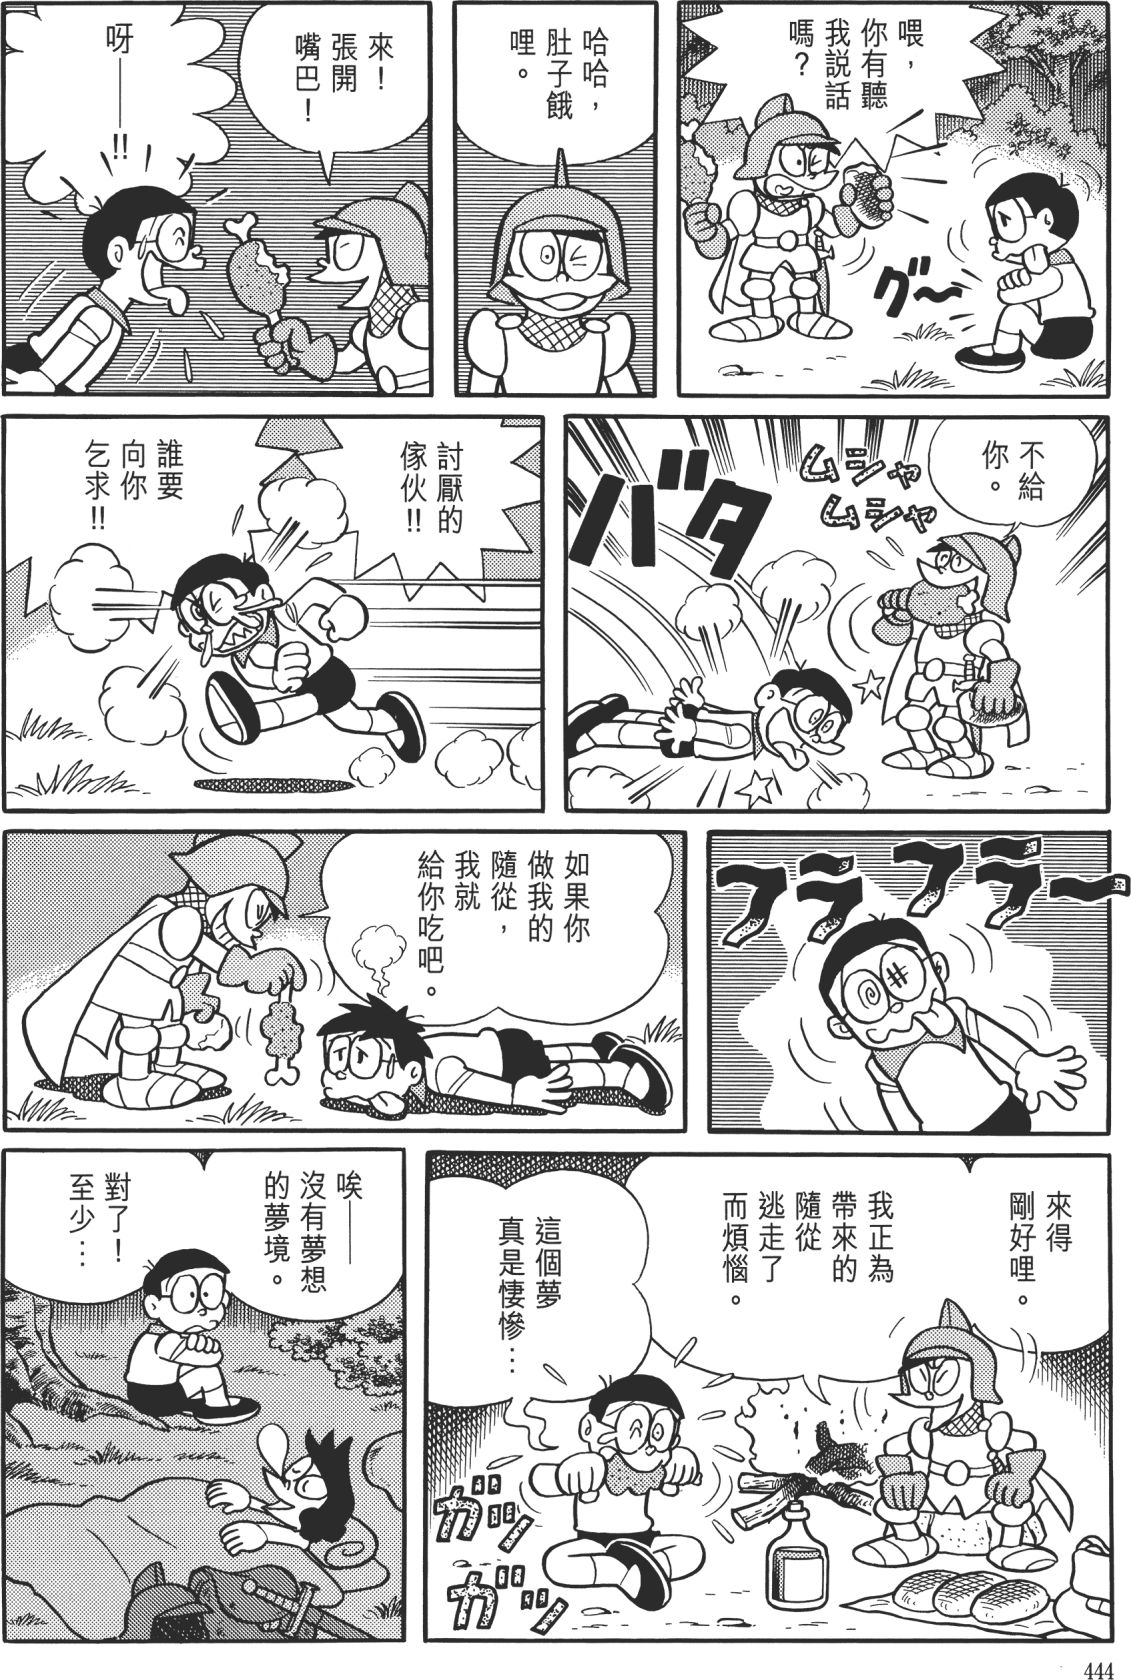 喂，
你有聽
我説話
嗎？
グ～
哈哈，
肚子餓
哩。
來！
張開
嘴巴！
呀——!!
不給
你。
ムシャ
ムシャ
バタ
討厭的
傢伙!!
誰要
向你
乞求!!
フラフラ～
如果你
做我的
隨從，
我就
給你吃吧。
來得
剛好哩。
我正為
帶來的
隨從
逃走了
而煩惱。
這個夢
真是悽慘…
ガツ
ガツ
唉——
沒有夢想
的夢境。
對了！
至少…
444